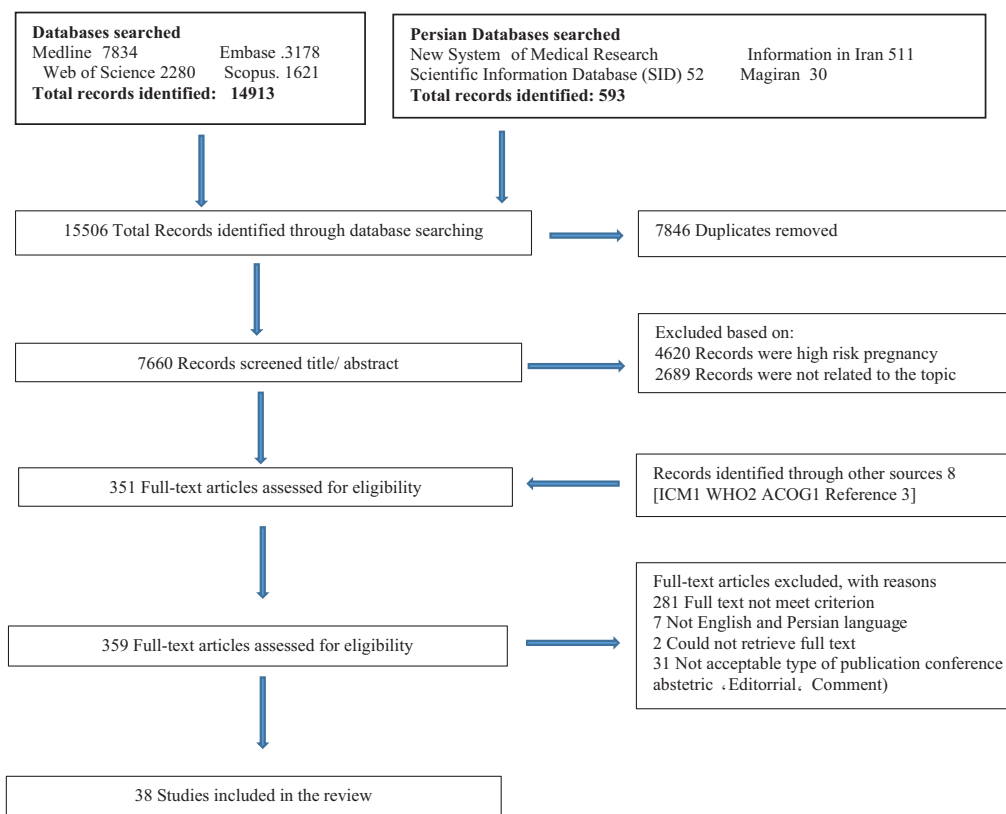 Databases searched
Medline 7834 Embase .3178
Web of Science 2280 Scopus. 1621
Total records identified: 14913
Persian Databases searched
New System of Medical Research Information in Iran 511
Scientific Information Database (SID) 52 Magiran 30
Total records identified: 593
15506 Total Records identified through database searching
7846 Duplicates removed
7660 Records screened title/ abstract
Excluded based on:
4620 Records were high risk pregnancy
2689 Records were not related to the topic
351 Full-text articles assessed for eligibility
Records identified through other sources 8
[ICM1 WHO2 ACOG1 Reference 3]
359 Full-text articles assessed for eligibility
Full-text articles excluded, with reasons
281 Full text not meet criterion
7 Not English and Persian language
2 Could not retrieve full text
31 Not acceptable type of publication conference
abstetric ،Editorrial، Comment)
38 Studies included in the review